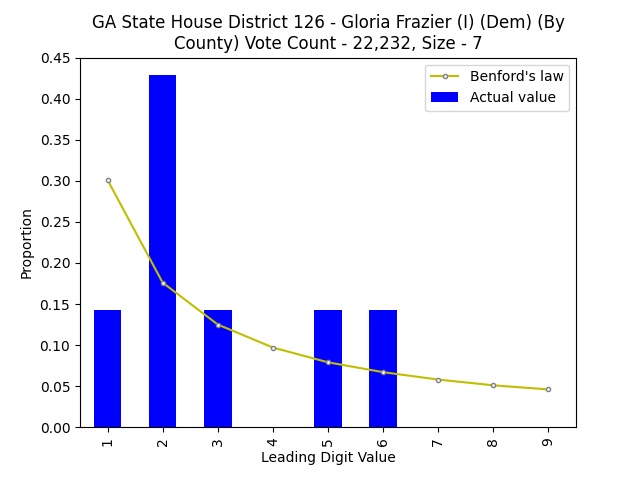 GA State House District 126 - Gloria Frazier (I) (Dem) (By
County) Vote Count - 22,232, Size - 7
Benford's law
Actual value
Proportion
0.45
0.40
0.35
0.30
0.25
0.20
0.15
0.10
0.05
0.00
1 2 3 4 5 6 7 8 9
Leading Digit Value